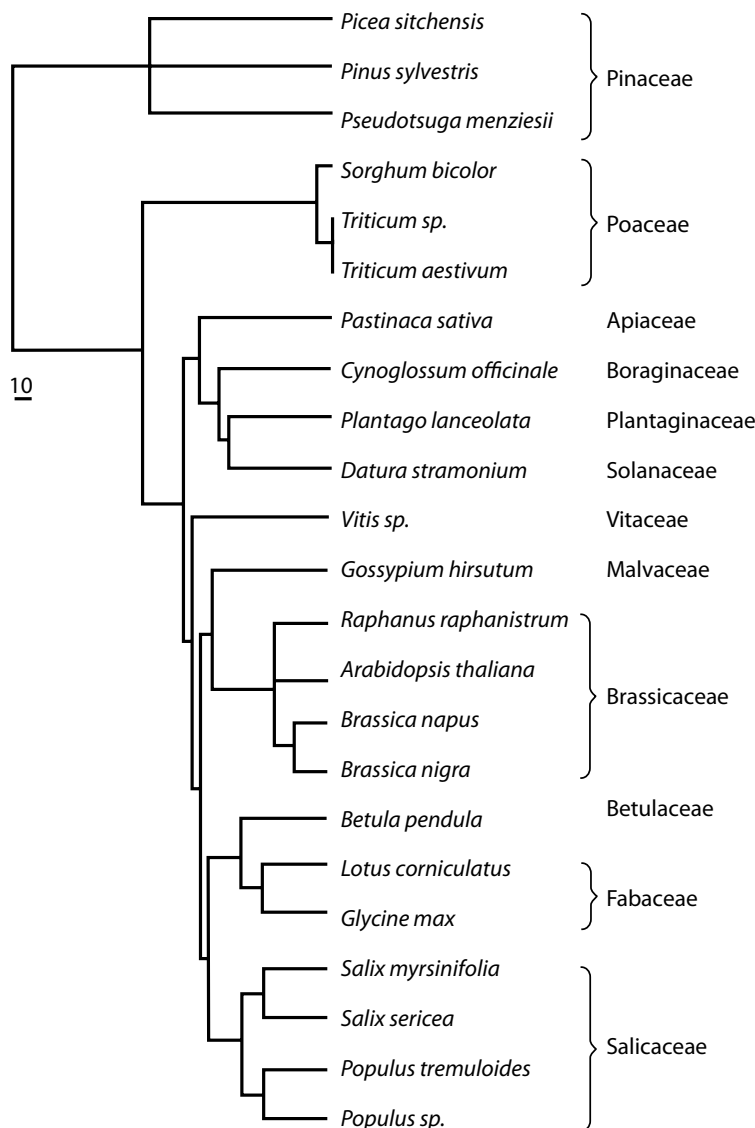 Picea sitchensis
Pinus sylvestris
Pinaceae
Pseudotsuga menziesii
Sorghum bicolor
Triticum sp.
Poaceae
Triticum aestivum
Pastinaca sativa Apiaceae
Cynoglossum officinale Boraginaceae
10
Plantago lanceolata Plantaginaceae
Datura stramonium Solanaceae
Vitis sp. Vitaceae
Gossypium hirsutum Malvaceae
Raphanus raphanistrum
Arabidopsis thaliana
Brassicaceae
Brassica napus
Brassica nigra
Betula pendula Betulaceae
Lotus corniculatus
Fabaceae
Glycine max
Salix myrsinifolia
Salix sericea
Salicaceae
Populus tremuloides
Populus sp.